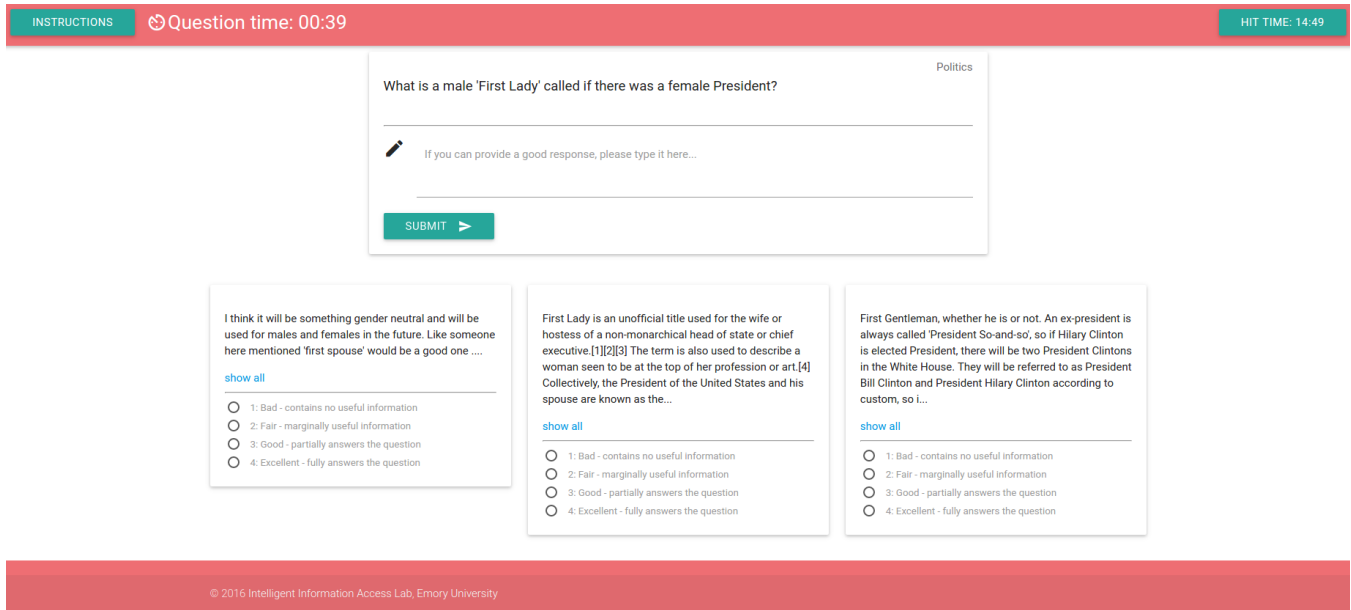 INSTRUCTIONS
Question time: 00:39
HIT TIME: 14:49
Politics
What is a male 'First Lady' called if there was a female President?
If you can provide a good response, please type it here...
SUBMIT
I think it will be something gender neutral and will be
used for males and females in the future. Like someone
here mentioned 'first spouse' would be a good one ....
show all
1: Bad - contains no useful information
2: Fair - marginally useful information
3: Good - partially answers the question
4: Excellent - fully answers the question
First Lady is an unofficial title used for the wife or
hostess of a non-monarchical head of state or chief
executive.[1][2][3] The term is also used to describe a
woman seen to be at the top of her profession or art.[4]
Collectively, the President of the United States and his
spouse are known as the...
show all
1: Bad - contains no useful information
2: Fair - marginally useful information
3: Good - partially answers the question
4: Excellent - fully answers the question
First Gentleman, whether he is or not. An ex-president is
always called 'President So-and-so', so if Hilary Clinton
is elected President, there will be two President Clintons
in the White House. They will be referred to as President
Bill Clinton and President Hilary Clinton according to
custom, so i...
show all
1: Bad - contains no useful information
2: Fair - marginally useful information
3: Good - partially answers the question
4: Excellent - fully answers the question
© 2016 Intelligent Information Access Lab, Emory University